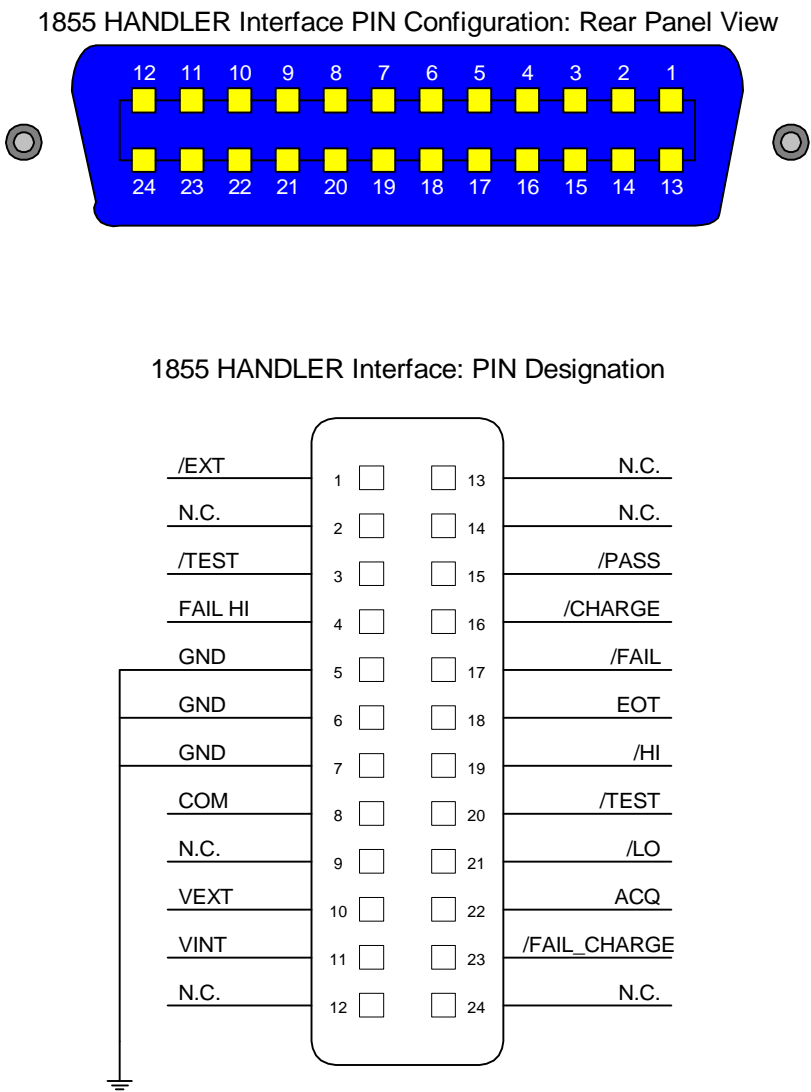 1855 HANDLER Interface PIN Configuration: Rear Panel View
12 11 10 9 8 7 6 5 4 3 2 1
24 23 22 21 20 19 18 17 16 15 14 13
1855 HANDLER Interface: PIN Designation
/EXT 1 13 N.C.
N.C. 2 14 N.C.
/TEST 3 15 /PASS
FAIL HI 4 16 /CHARGE
GND 5 17 /FAIL
GND 6 18 EOT
GND 7 19 /HI
COM 8 20 /TEST
N.C. 9 21 /LO
VEXT 10 22 ACQ
VINT 11 23 /FAIL_CHARGE
N.C. 12 24 N.C.